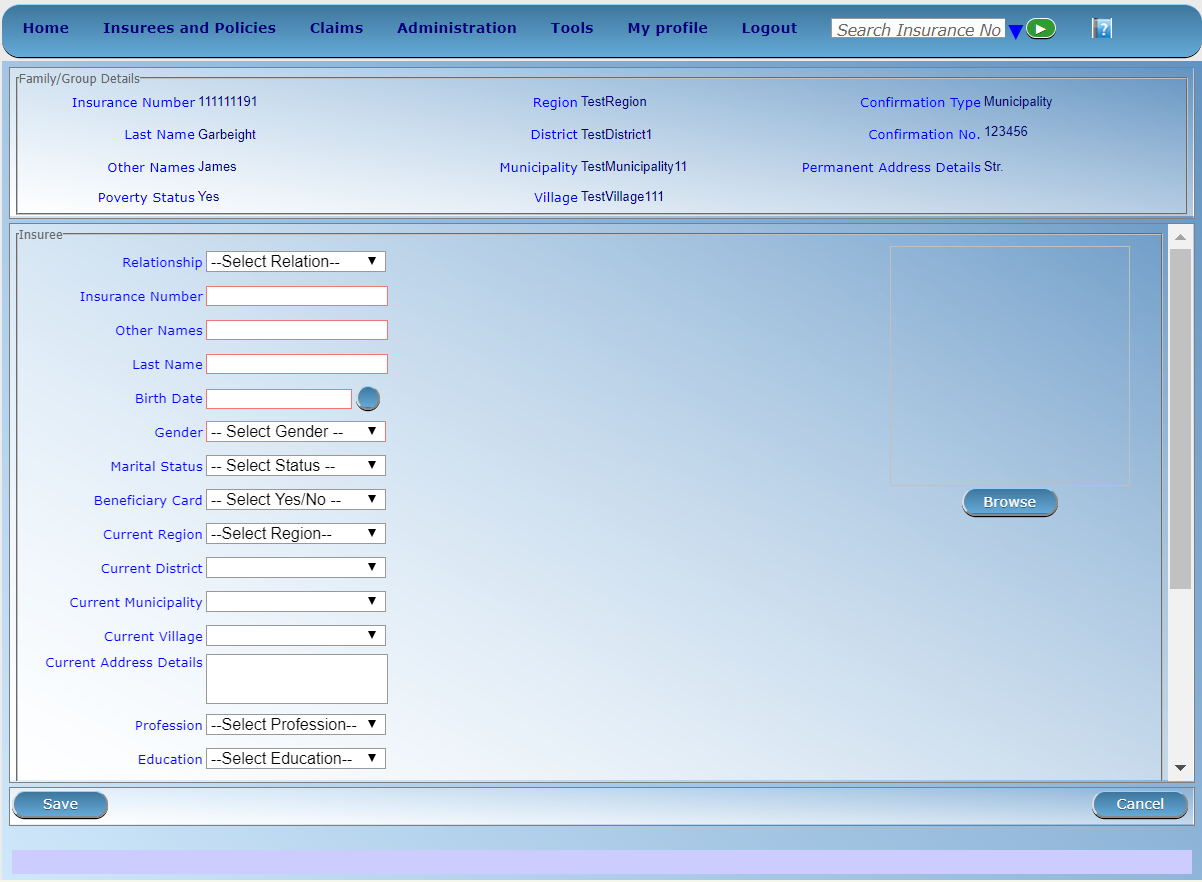 Home Insurees and Policies Claims Administration Tools My profile Logout Search Insurance No ?
Family/Group Details
Insurance Number 111111191 Region TestRegion Confirmation Type Municipality
Last Name Garbeight District TestDistrict1 Confirmation No. 123456
Other Names James Municipality TestMunicipality11 Permanent Address Details Str.
Poverty Status Yes Village TestVillage111
Insuree
Relationship --Select Relation--
Insurance Number
Other Names
Last Name
Birth Date
Gender -- Select Gender --
Marital Status -- Select Status --
Beneficiary Card -- Select Yes/No --
Browse
Current Region --Select Region--
Current District
Current Municipality
Current Village
Current Address Details
Profession --Select Profession--
Education --Select Education--
Save Cancel